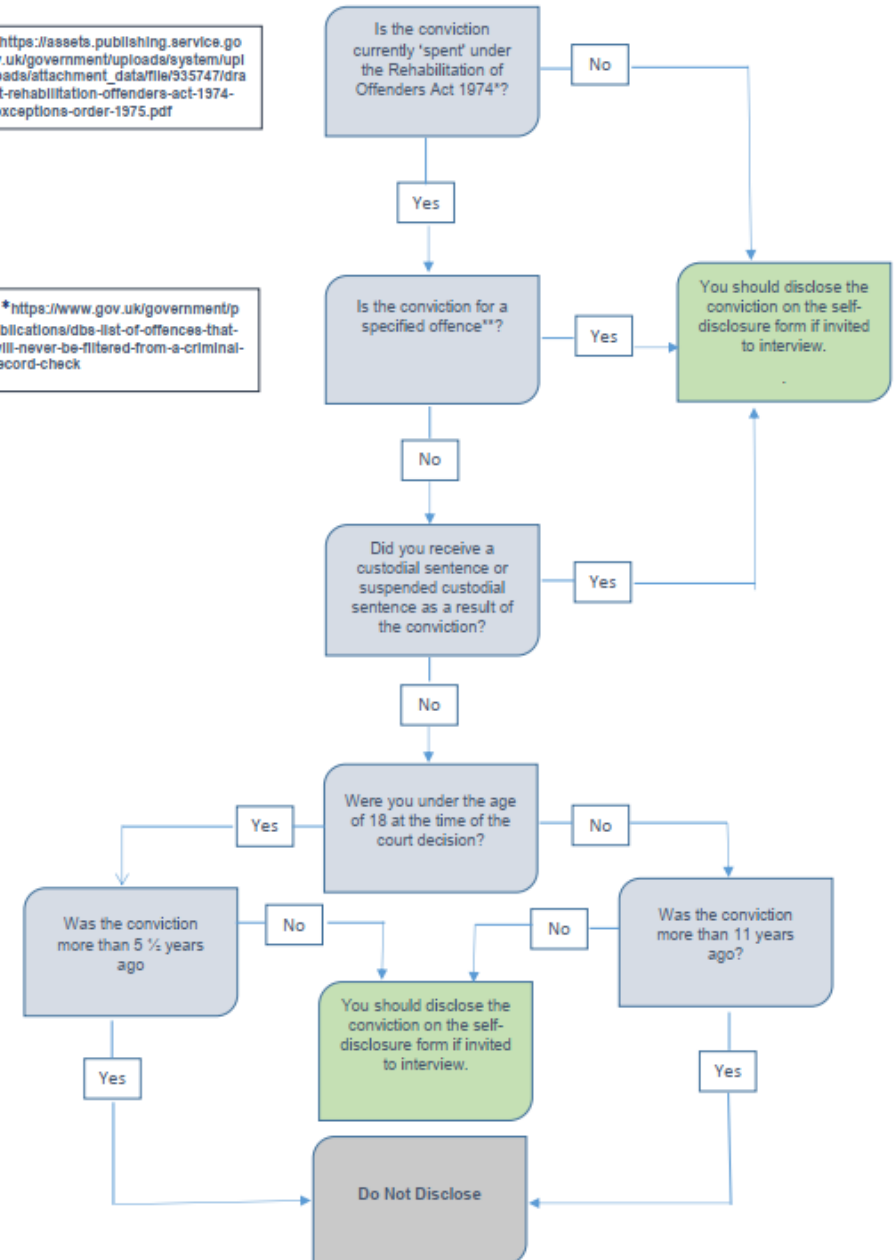 Is the conviction
currently 'spent' under
the Rehabilitation of
Offenders Act 1974*?
No
https://assets.publishing.service.go
v.uk/government/uploads/system/upl
oads/attachment_data/file/935747/dra
t-rehabilitation-offenders-act-1974-
exceptions-order-1975.pdf
Yes
Is the conviction for a
specified offence**?
Yes
You should disclose the
conviction on the self-
disclosure form if invited
to interview.
.
*https://www.gov.uk/government/p
blications/dbs-list-of-offences-that-
will-never-be-filtered-from-a-criminal-
record-check
No
Did you receive a
custodial sentence or
suspended custodial
sentence as a result of
the conviction?
Yes
No
Were you under the age
of 18 at the time of the
court decision?
Yes
No
Was the conviction
more than 5 ½ years
ago
No
No
Was the conviction
more than 11 years
ago?
You should disclose the
conviction on the self-
disclosure form if invited
to interview.
Yes
Yes
Do Not Disclose